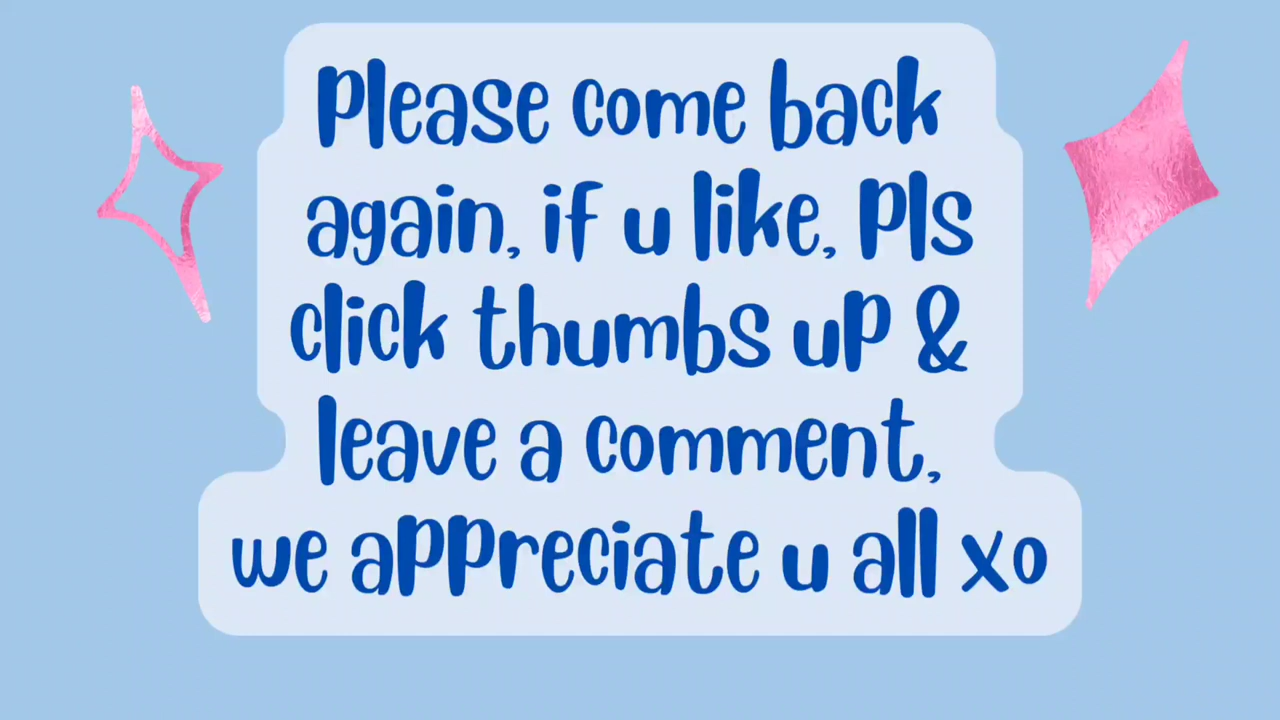 Please come back
again, if u like, pls
click thumbs up &
leave a comment,
we appreciate u all xo